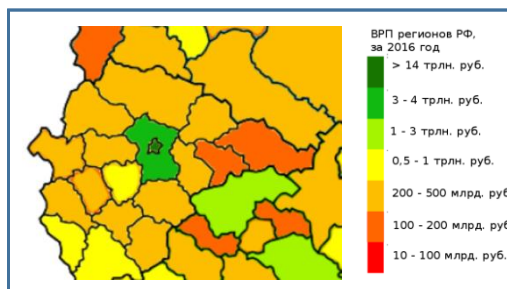 ВРП регионов РФ,
за 2016 год
> 14 трлн. руб.
3 - 4 трлн. руб.
1 - 3 трлн. руб.
0,5 - 1 трлн. руб.
200 - 500 млрд. руб.
100 - 200 млрд. руб.
10 - 100 млрд. руб.